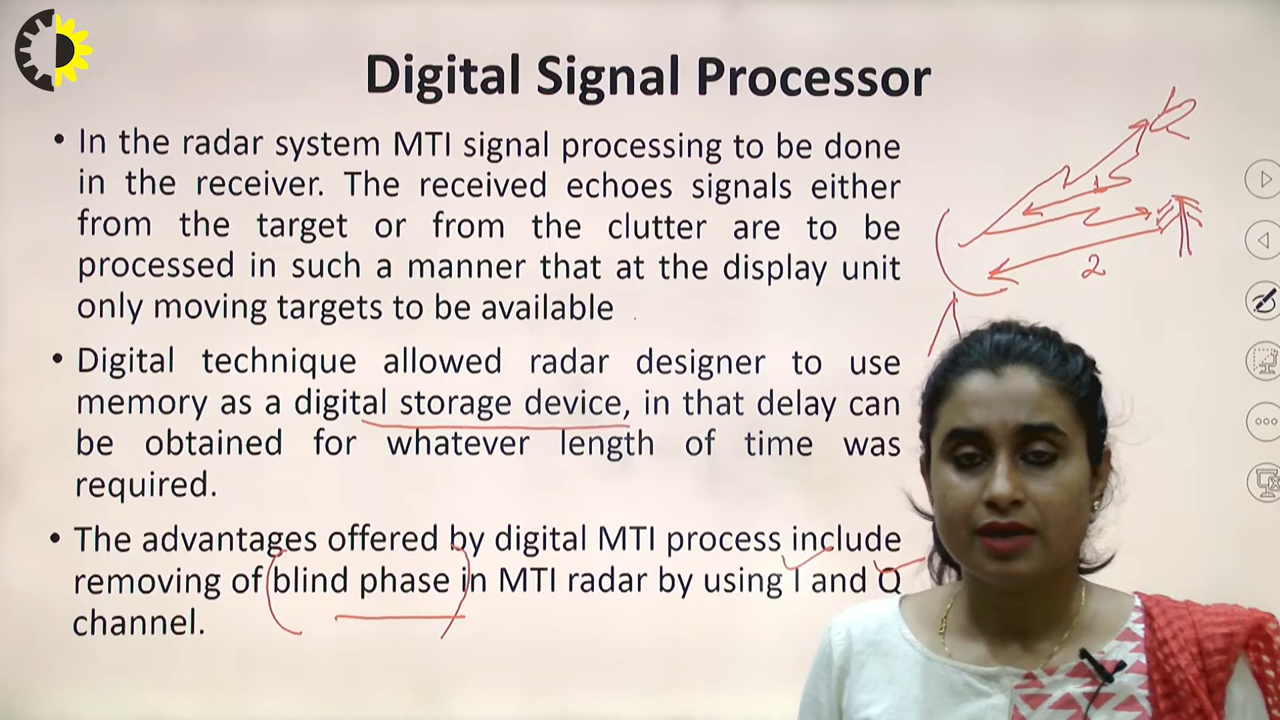 Digital Signal Processor
• In the radar system MTI signal processing to be done
in the receiver. The received echoes signals either
from the target or from the clutter are to be
processed in such a manner that at the display unit
only moving targets to be available
• Digital technique allowed radar designer to use
memory as a digital storage device, in that delay can
be obtained for whatever length of time was
required.
• The advantages offered by digital MTI process include
removing of blind phase in MTI radar by using I and Q
channel.
2